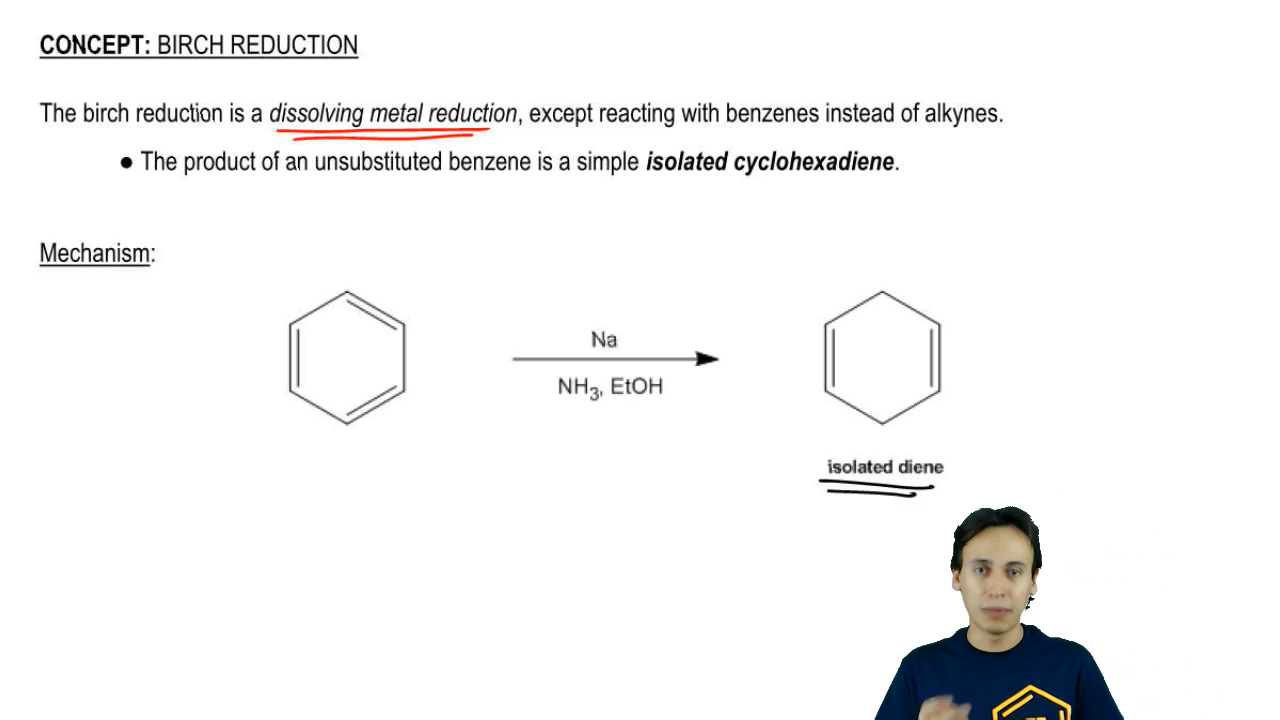 CONCEPT: BIRCH REDUCTION
The birch reduction is a dissolving metal reduction, except reacting with benzenes instead of alkynes.
● The product of an unsubstituted benzene is a simple isolated cyclohexadiene.
Mechanism:
Na
NH₃, EtOH
isolated diene